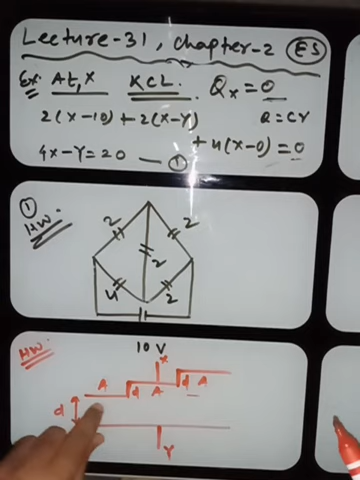 Lecture-31, chapter-2 (ES)
Ex: At, X KCL Qx = 0
2(x-10) + 2(x-y) Q = CV
+ 4(x-0) = 0
4x - y = 20 — ①
①
HW.
2 2
2
4 2
10 V
HW.
x
A d A d A
d
Y